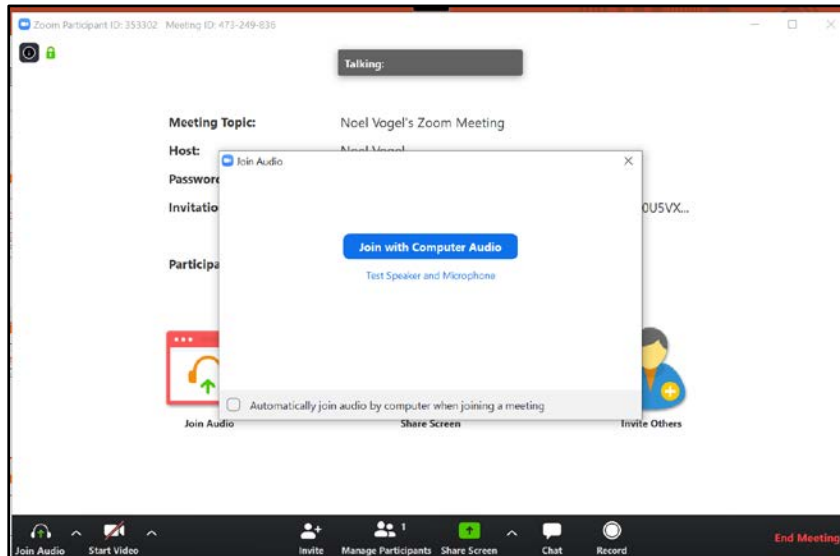 Zoom Participant ID: 353302 Meeting ID: 473-249-836
Talking:
Meeting Topic: Noel Vogel's Zoom Meeting
Host: Noel Vogel
Password
Invitatio 0U5VX...
Participa
Join Audio
Join with Computer Audio
Test Speaker and Microphone
Automatically join audio by computer when joining a meeting
Join Audio Share Screen Invite Others
1
Join Audio Start Video Invite Manage Participants Share Screen Chat Record End Meeting